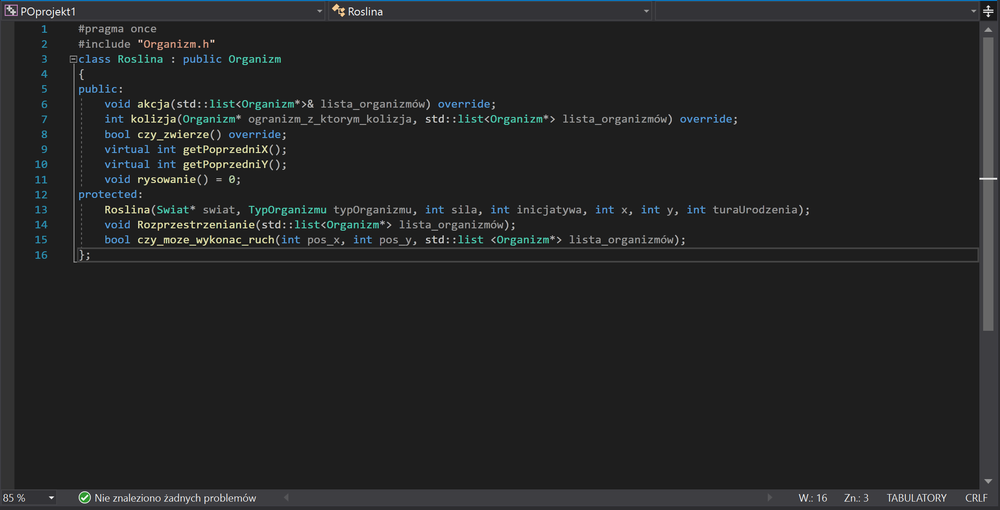 POprojekt1 Roslina
1 #pragma once
2 #include "Organizm.h"
3 class Roslina : public Organizm
4 {
5 public:
6 void akcja(std::list<Organizm*>& lista_organizmów) override;
7 int kolizja(Organizm* ogranizm_z_ktorym_kolizja, std::list<Organizm*> lista_organizmów) override;
8 bool czy_zwierze() override;
9 virtual int getPoprzedniX();
10 virtual int getPoprzedniY();
11 void rysowanie() = 0;
12 protected:
13 Roslina(Swiat* swiat, TypOrganizmu typOrganizmu, int sila, int inicjatywa, int x, int y, int turaUrodzenia);
14 void Rozprzestrzenianie(std::list<Organizm*> lista_organizmów);
15 bool czy_moze_wykonac_ruch(int pos_x, int pos_y, std::list <Organizm*> lista_organizmów);
16 };
85 % Nie znaleziono żadnych problemów W.: 16 Zn.: 3 TABULATORY CRLF